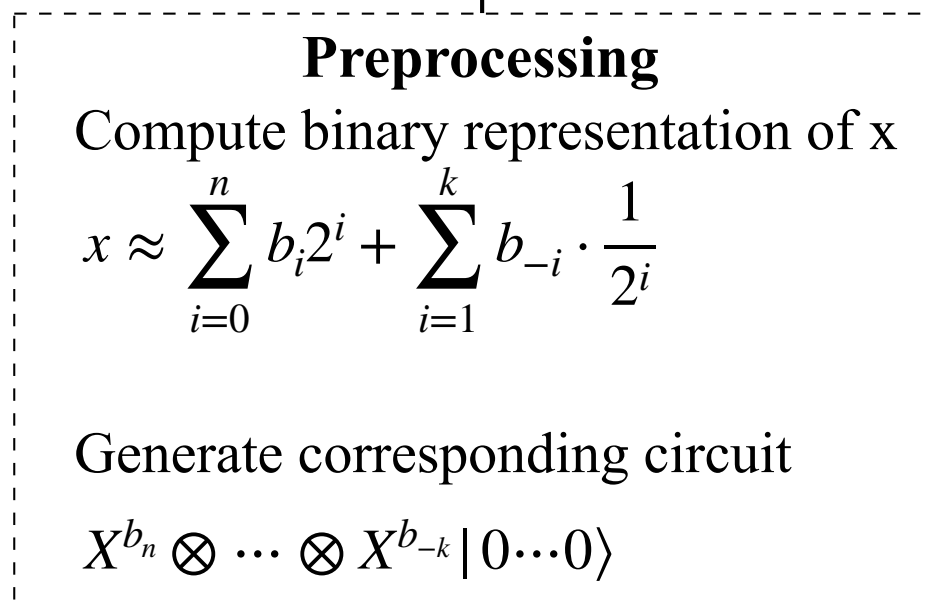 Preprocessing
Compute binary representation of x
x ≈ ∑_{i=0}^{n} b_i 2^i + ∑_{i=1}^{k} b_{−i} · 1/2^i
Generate corresponding circuit
X^{b_n} ⊗ ⋯ ⊗ X^{b_{−k}} | 0⋯0⟩